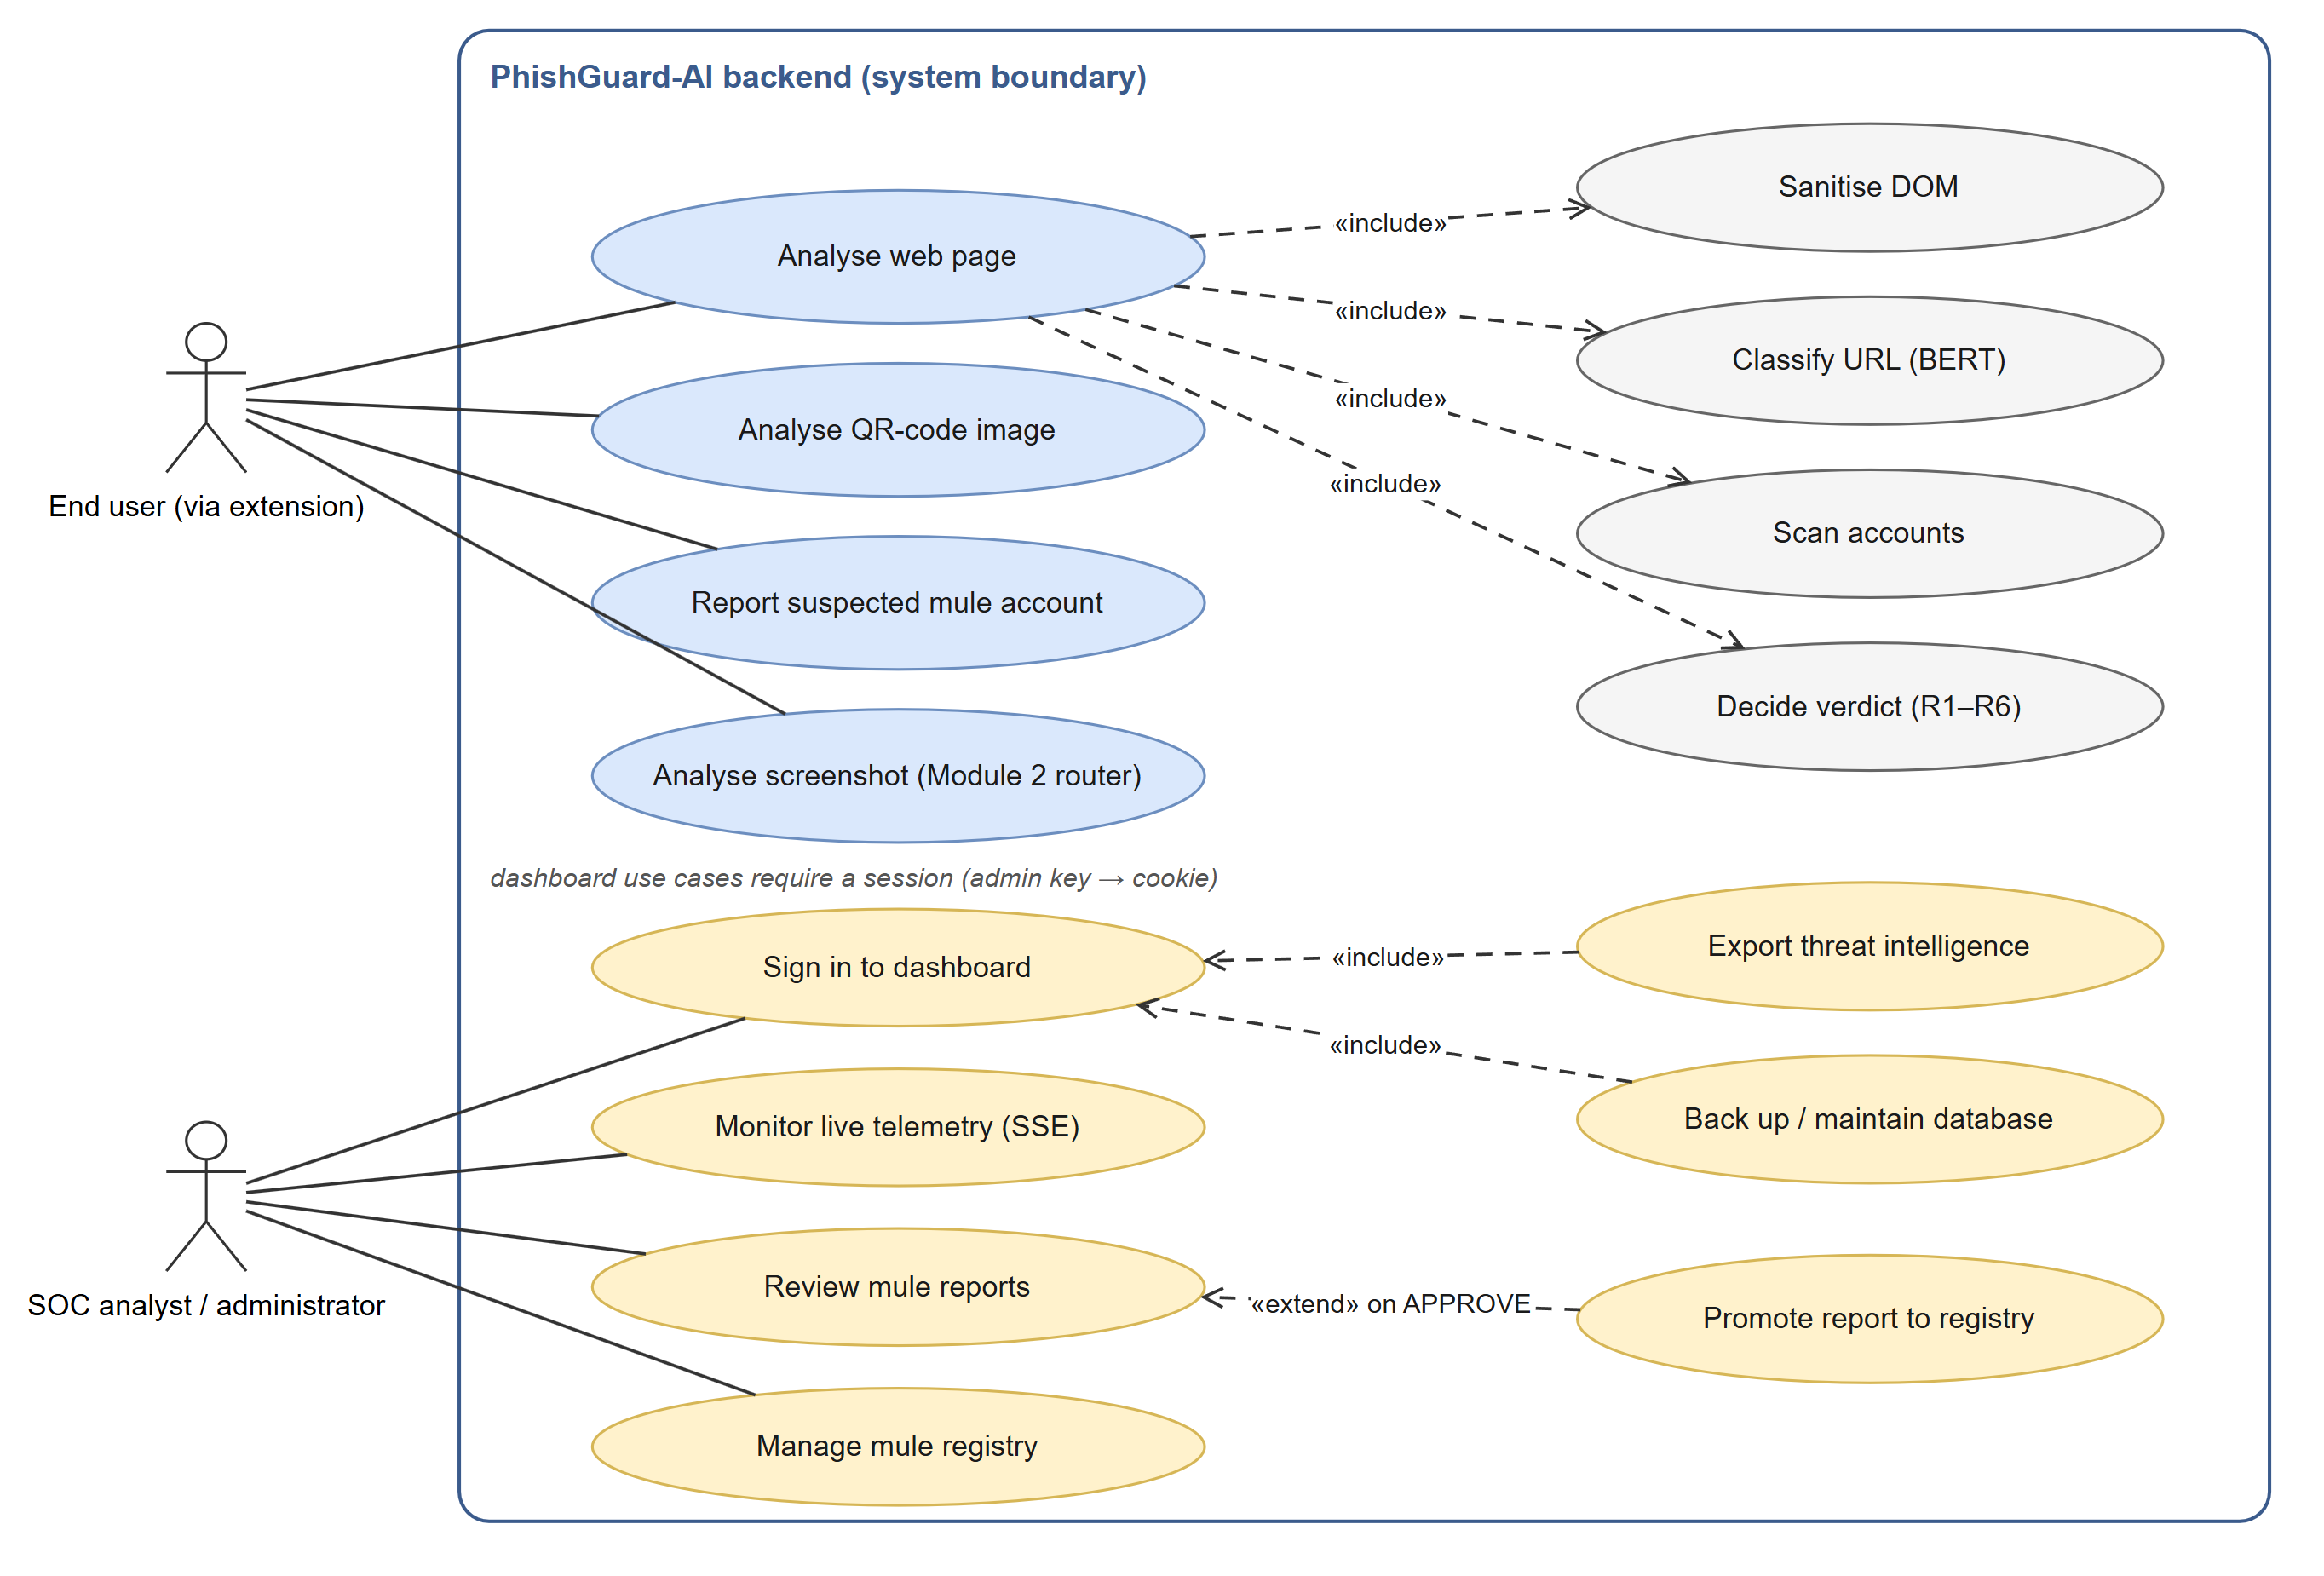 PhishGuard-AI backend (system boundary)
Sanitise DOM
«include»
Analyse web page
«include»
Classify URL (BERT)
«include»
Analyse QR-code image
«include»
End user (via extension)
Scan accounts
Report suspected mule account
Decide verdict (R1–R6)
Analyse screenshot (Module 2 router)
dashboard use cases require a session (admin key → cookie)
Export threat intelligence
«include»
Sign in to dashboard
«include»
Back up / maintain database
Monitor live telemetry (SSE)
Review mule reports
SOC analyst / administrator
«extend» on APPROVE
Promote report to registry
Manage mule registry